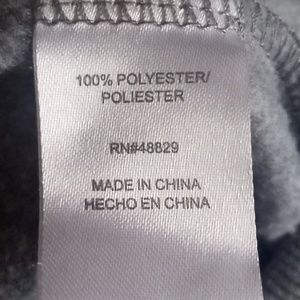 100% POLYESTER/
POLIESTER
RN#48829
MADE IN CHINA
HECHO EN CHINA